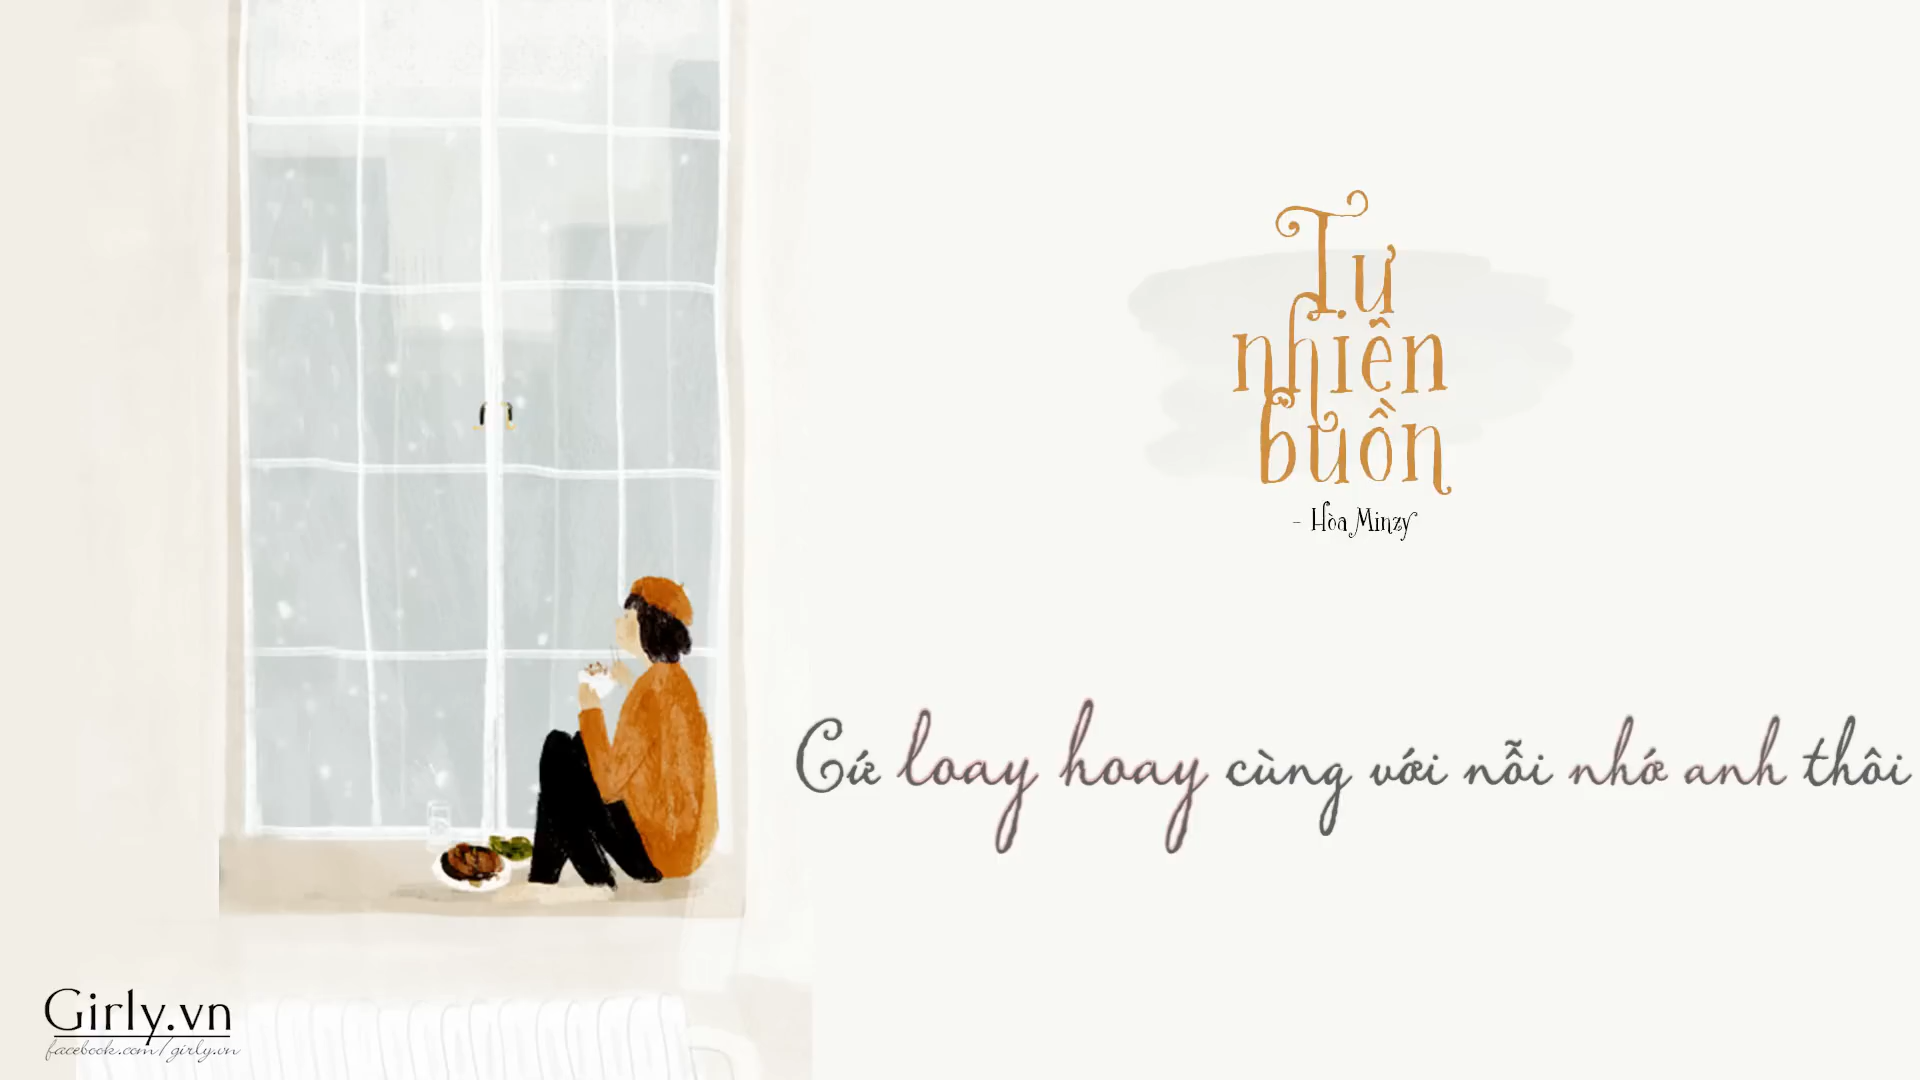 Tự
nhiên
buồn
- Hòa Minzy
Cứ loay hoay cùng với nỗi nhớ anh thôi
Girly.vn
facebook.com/girly.vn